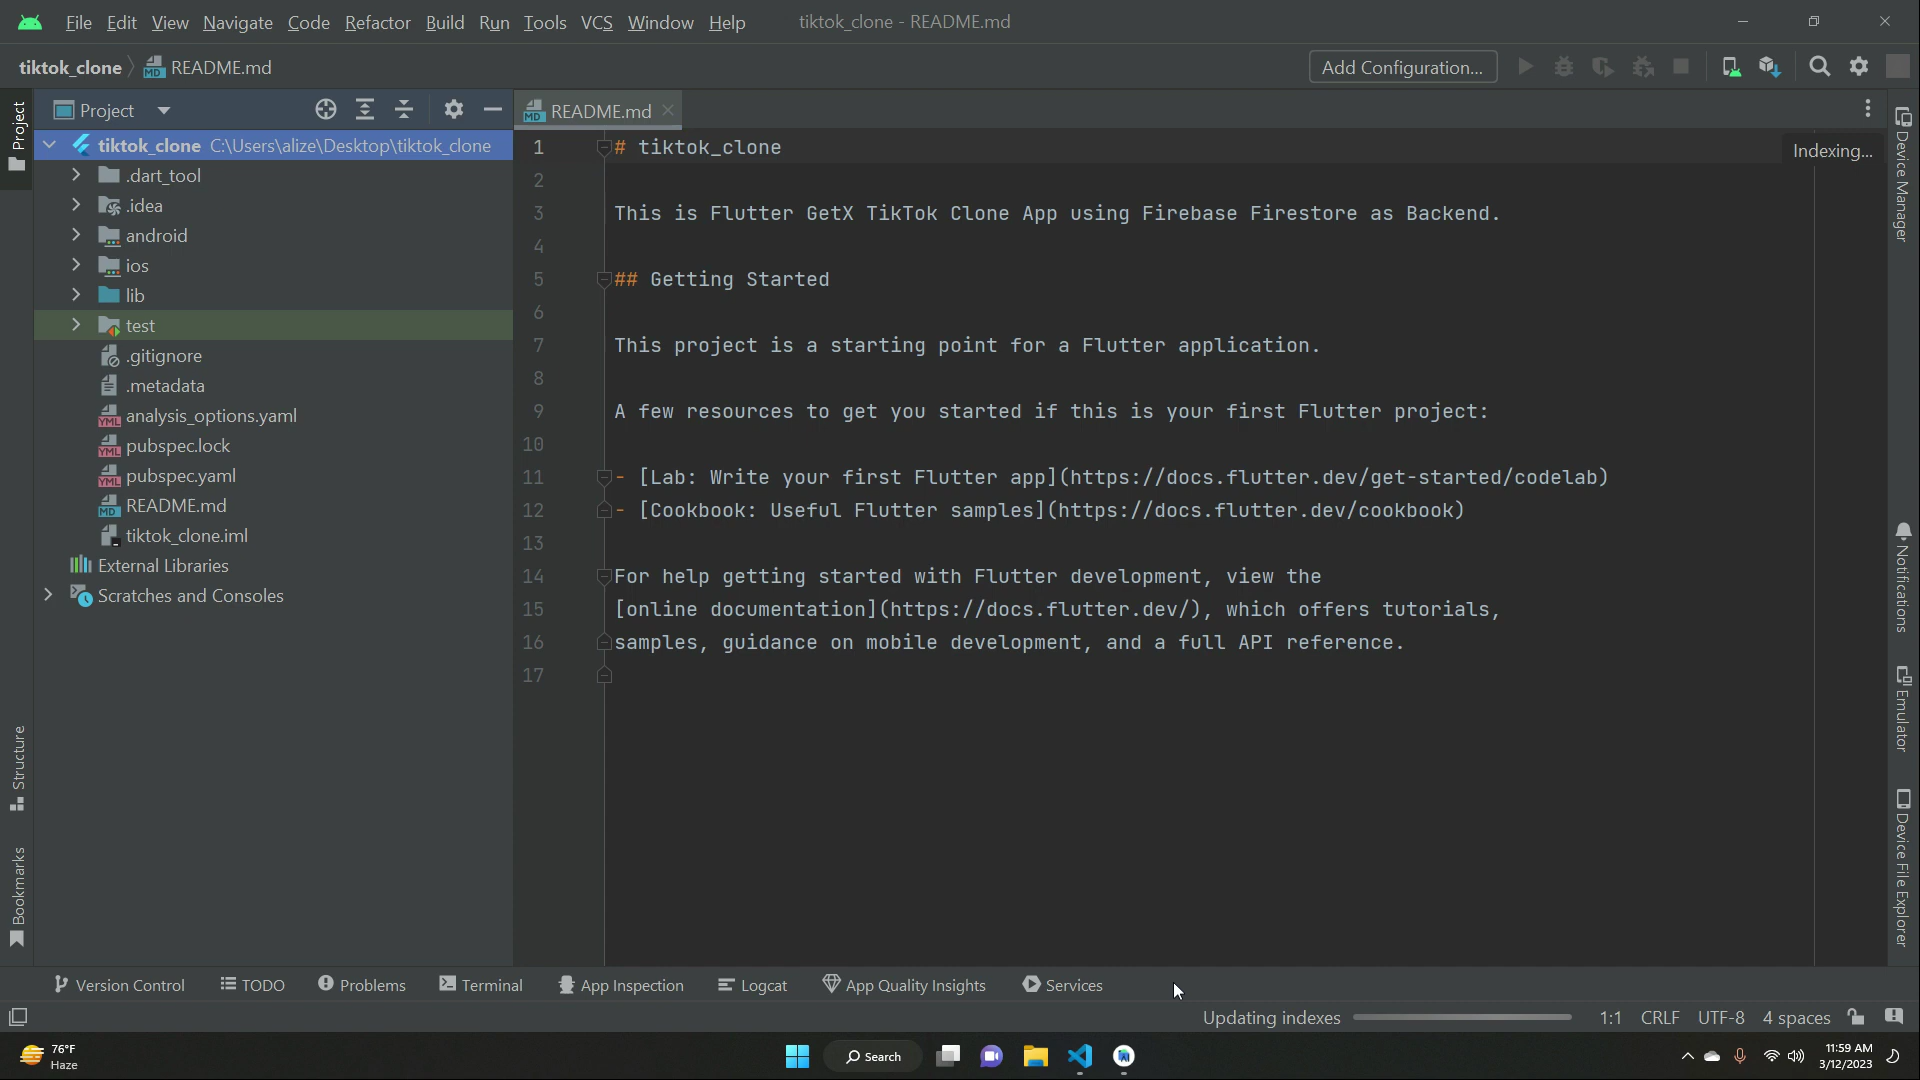 File Edit View Navigate Code Refactor Build Run Tools VCS Window Help tiktok_clone - README.md
tiktok_clone README.md Add Configuration...
Project
Project
README.md
tiktok_clone C:\Users\alize\Desktop\tiktok_clone
.dart_tool
.idea
android
ios
lib
test
.gitignore
.metadata
analysis_options.yaml
pubspec.lock
pubspec.yaml
README.md
tiktok_clone.iml
External Libraries
Scratches and Consoles
Structure
Bookmarks
1 # tiktok_clone
2
3 This is Flutter GetX TikTok Clone App using Firebase Firestore as Backend.
4
5 ## Getting Started
6
7 This project is a starting point for a Flutter application.
8
9 A few resources to get you started if this is your first Flutter project:
10
11 - [Lab: Write your first Flutter app](https://docs.flutter.dev/get-started/codelab)
12 - [Cookbook: Useful Flutter samples](https://docs.flutter.dev/cookbook)
13
14 For help getting started with Flutter development, view the
15 [online documentation](https://docs.flutter.dev/), which offers tutorials,
16 samples, guidance on mobile development, and a full API reference.
17
Indexing...
Device Manager
Notifications
Emulator
Device File Explorer
Version Control TODO Problems Terminal App Inspection Logcat App Quality Insights Services
Updating indexes 1:1 CRLF UTF-8 4 spaces
76°F
Haze
Search
11:59 AM
3/12/2023